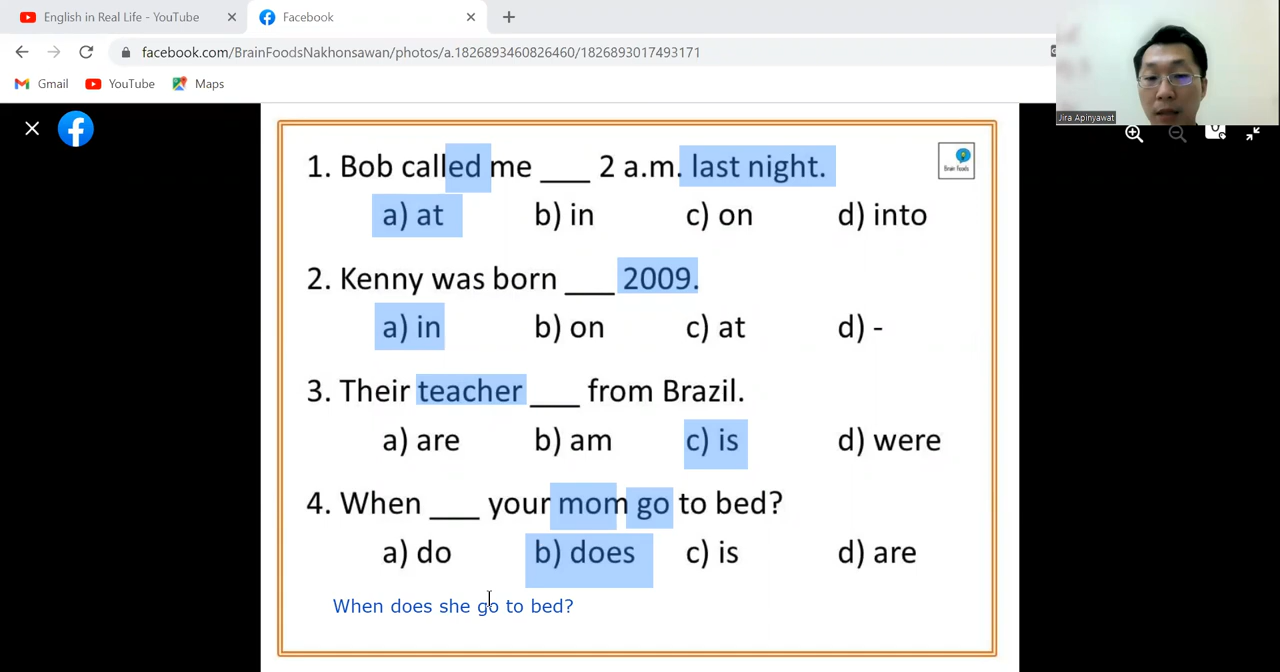 English in Real Life - YouTube
Facebook
facebook.com/BrainFoodsNakhonsawan/photos/a.1826893460826460/1826893017493171
Gmail YouTube Maps
Jira Apinyawat
Brain Foods
1. Bob called me ___ 2 a.m. last night.
a) at b) in c) on d) into
2. Kenny was born ___ 2009.
a) in b) on c) at d) -
3. Their teacher ___ from Brazil.
a) are b) am c) is d) were
4. When ___ your mom go to bed?
a) do b) does c) is d) are
When does she go to bed?